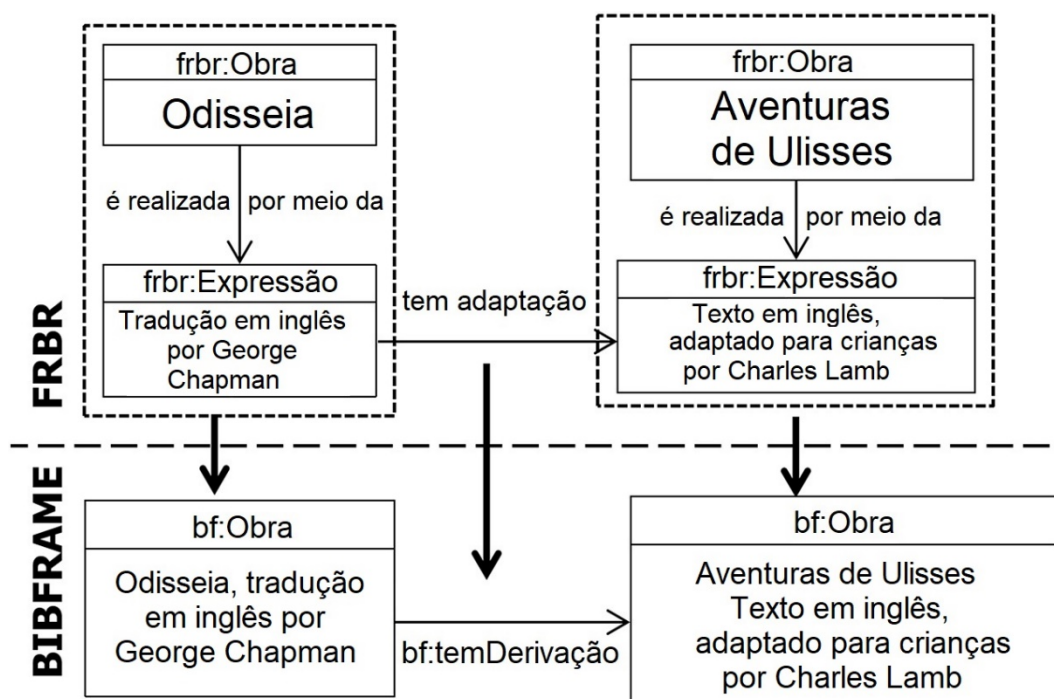 frbr:Obra
Odisseia
é realizada por meio da
frbr:Expressão
Tradução em inglês
por George
Chapman
tem adaptação
frbr:Obra
Aventuras
de Ulisses
é realizada por meio da
frbr:Expressão
Texto em inglês,
adaptado para crianças
por Charles Lamb
FRBR
BIBFRAME
bf:Obra
Odisseia, tradução
em inglês por
George Chapman
bf:temDerivação
bf:Obra
Aventuras de Ulisses
Texto em inglês,
adaptado para crianças
por Charles Lamb